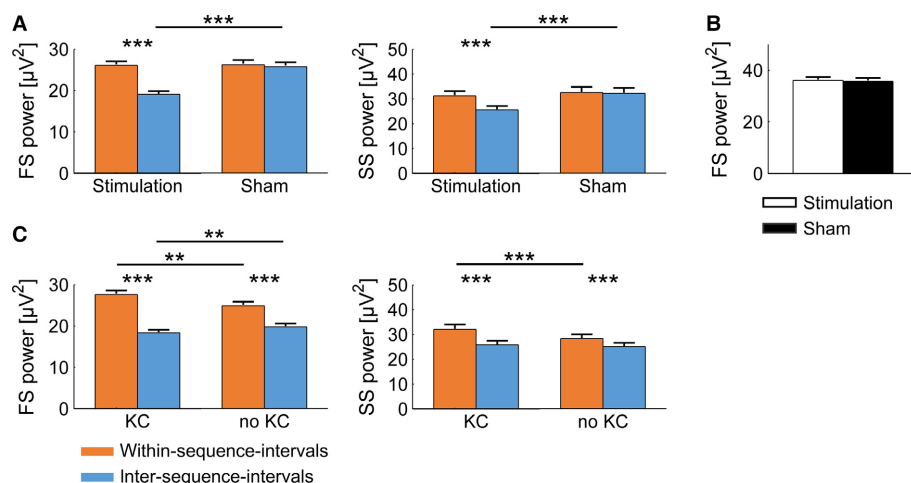 A
***
***
***
30
20
10
0
FS power [µV²]
Stimulation
Sham
***
***
50
40
30
20
10
0
SS power [µV²]
Stimulation
Sham
B
40
20
0
FS power [µV²]
Stimulation
Sham
C
**
**
***
***
30
20
10
0
FS power [µV²]
KC
no KC
***
***
***
50
40
30
20
10
0
SS power [µV²]
KC
no KC
Within-sequence-intervals
Inter-sequence-intervals